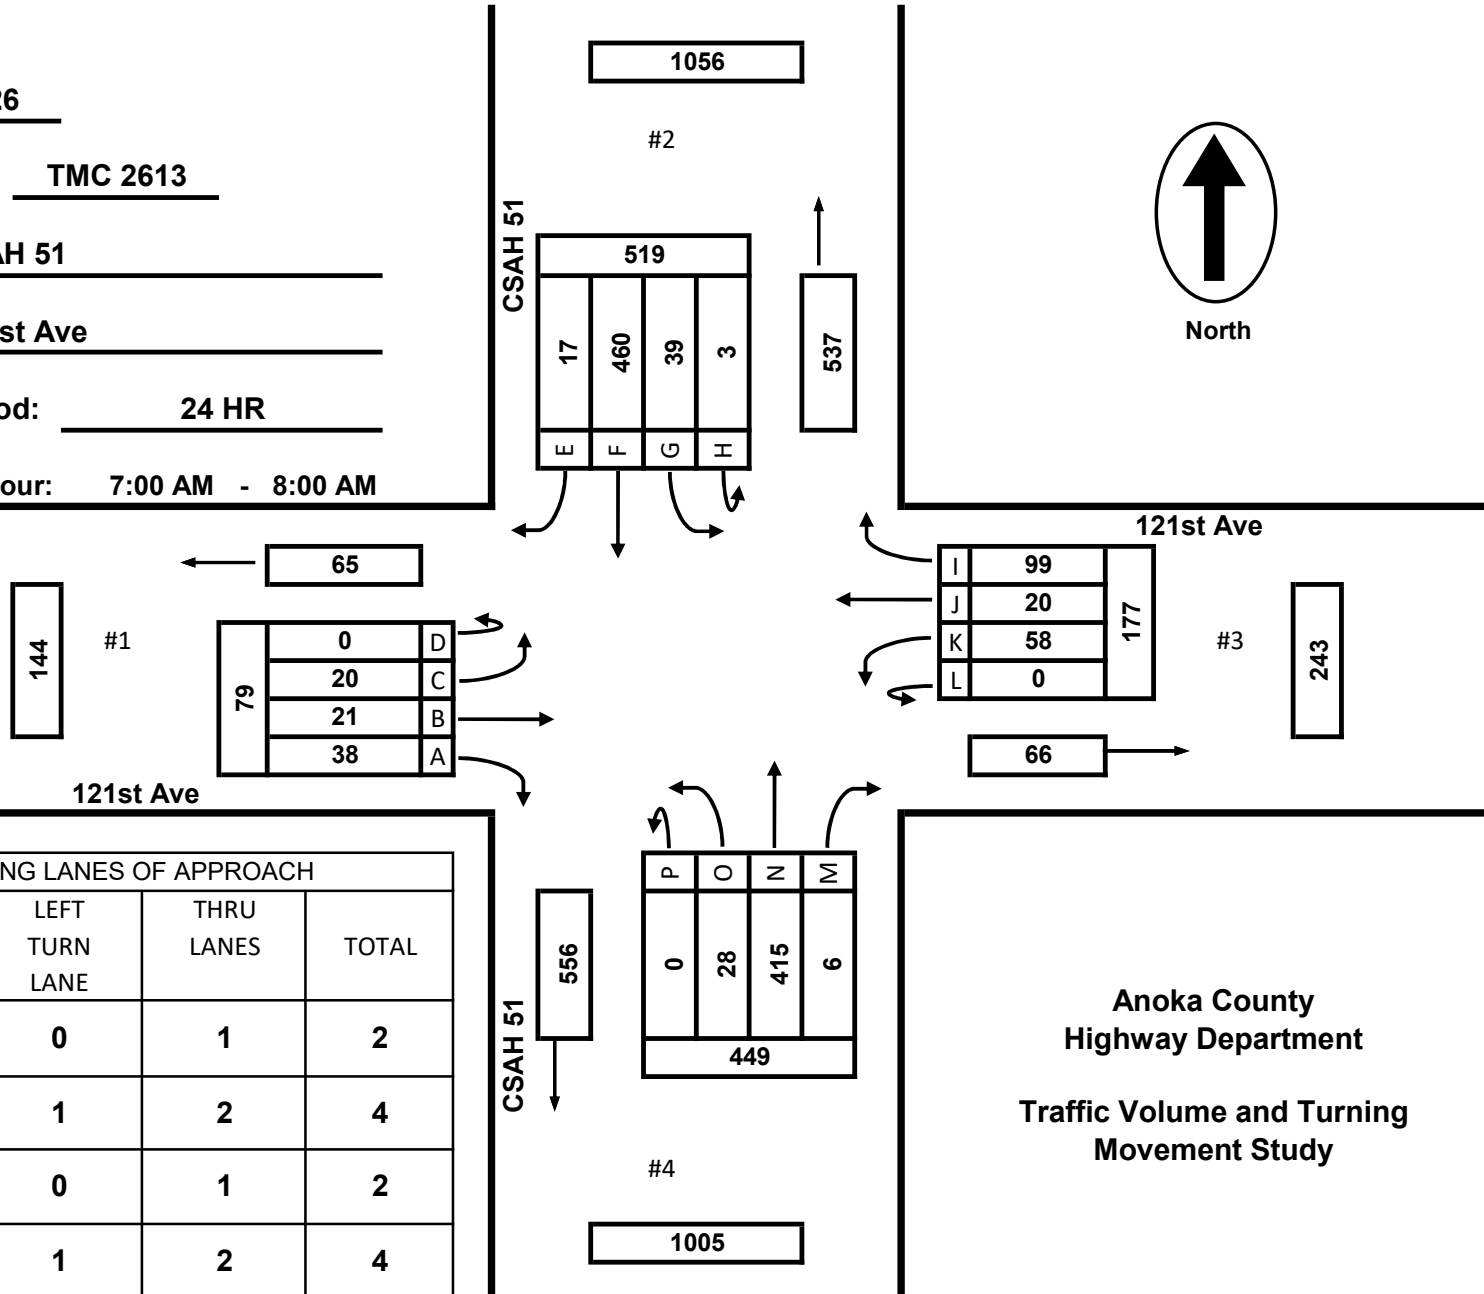 26
TMC 2613
AH 51
st Ave
od: 24 HR
our: 7:00 AM - 8:00 AM
1056
#2
CSAH 51
519
17 460 39 3
E F G H
537
North
121st Ave
65
144
#1
79
0 D
20 C
21 B
38 A
121st Ave
I 99
J 20
K 58
L 0
177
#3
243
66
P O N M
0 28 415 6
449
556
CSAH 51
#4
1005
NG LANES OF APPROACH
LEFT TURN LANE
THRU LANES
TOTAL
0 1 2
1 2 4
0 1 2
1 2 4
Anoka County
Highway Department
Traffic Volume and Turning
Movement Study